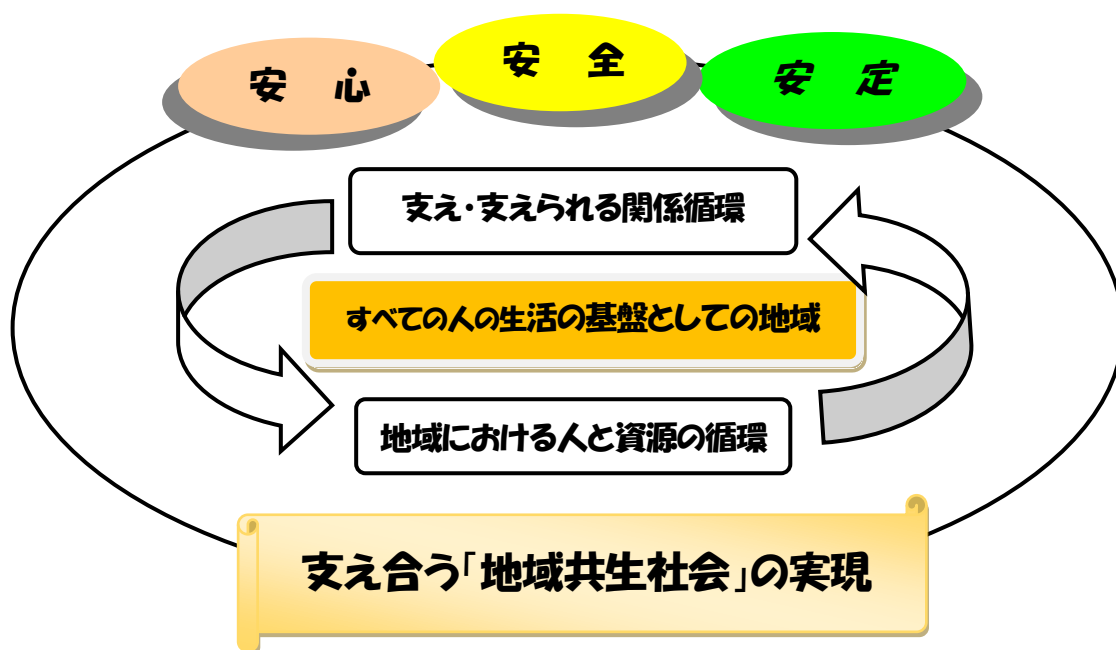 安　心
安　全
安　定
支え・支えられる関係循環
すべての人の生活の基盤としての地域
地域における人と資源の循環
支え合う「地域共生社会」の実現